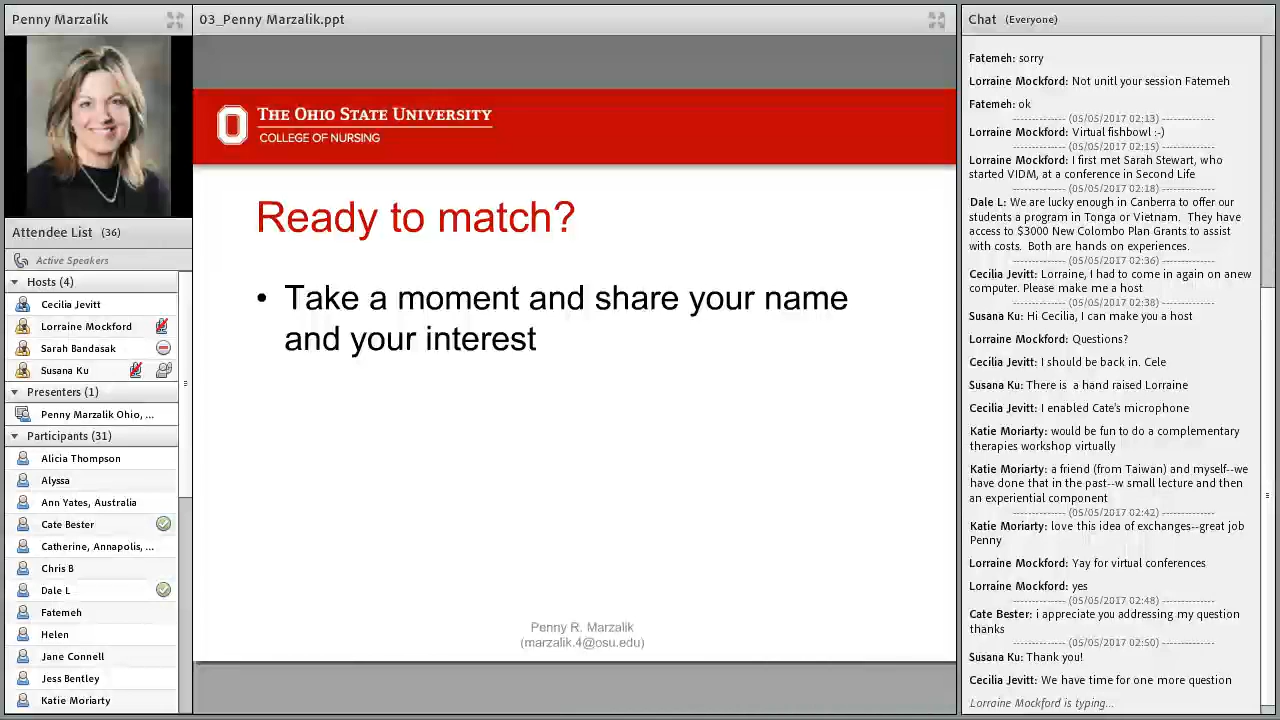 Penny Marzalik
Attendee List (36)
Active Speakers
Hosts (4)
Cecilia Jevitt
Lorraine Mockford
Sarah Bandasak
Susana Ku
Presenters (1)
Penny Marzalik Ohio, ...
Participants (31)
Alicia Thompson
Alyssa
Ann Yates, Australia
Cate Bester
Catherine, Annapolis, ...
Chris B
Dale L
Fatemeh
Helen
Jane Connell
Jess Bentley
Katie Moriarty
03_Penny Marzalik.ppt
THE OHIO STATE UNIVERSITY
COLLEGE OF NURSING
Ready to match?
• Take a moment and share your name
and your interest
Penny R. Marzalik
(marzalik.4@osu.edu)
Chat (Everyone)
Fatemeh: sorry
Lorraine Mockford: Not unitl your session Fatemeh
Fatemeh: ok
-------------- (05/05/2017 02:13) --------------
Lorraine Mockford: Virtual fishbowl :-)
-------------- (05/05/2017 02:15) --------------
Lorraine Mockford: I first met Sarah Stewart, who
started VIDM, at a conference in Second Life
-------------- (05/05/2017 02:18) --------------
Dale L: We are lucky enough in Canberra to offer our
students a program in Tonga or Vietnam. They have
access to $3000 New Colombo Plan Grants to assist
with costs. Both are hands on experiences.
-------------- (05/05/2017 02:36) --------------
Cecilia Jevitt: Lorraine, I had to come in again on anew
computer. Please make me a host
-------------- (05/05/2017 02:38) --------------
Susana Ku: Hi Cecilia, I can make you a host
Lorraine Mockford: Questions?
Cecilia Jevitt: I should be back in. Cele
Susana Ku: There is a hand raised Lorraine
Cecilia Jevitt: I enabled Cate's microphone
Katie Moriarty: would be fun to do a complementary
therapies workshop virtually
Katie Moriarty: a friend (from Taiwan) and myself--we
have done that in the past--w small lecture and then
an experiential component
-------------- (05/05/2017 02:42) --------------
Katie Moriarty: love this idea of exchanges--great job
Penny
Lorraine Mockford: Yay for virtual conferences
Lorraine Mockford: yes
-------------- (05/05/2017 02:48) --------------
Cate Bester: i appreciate you addressing my question
thanks
-------------- (05/05/2017 02:50) --------------
Susana Ku: Thank you!
Cecilia Jevitt: We have time for one more question
Lorraine Mockford is typing...